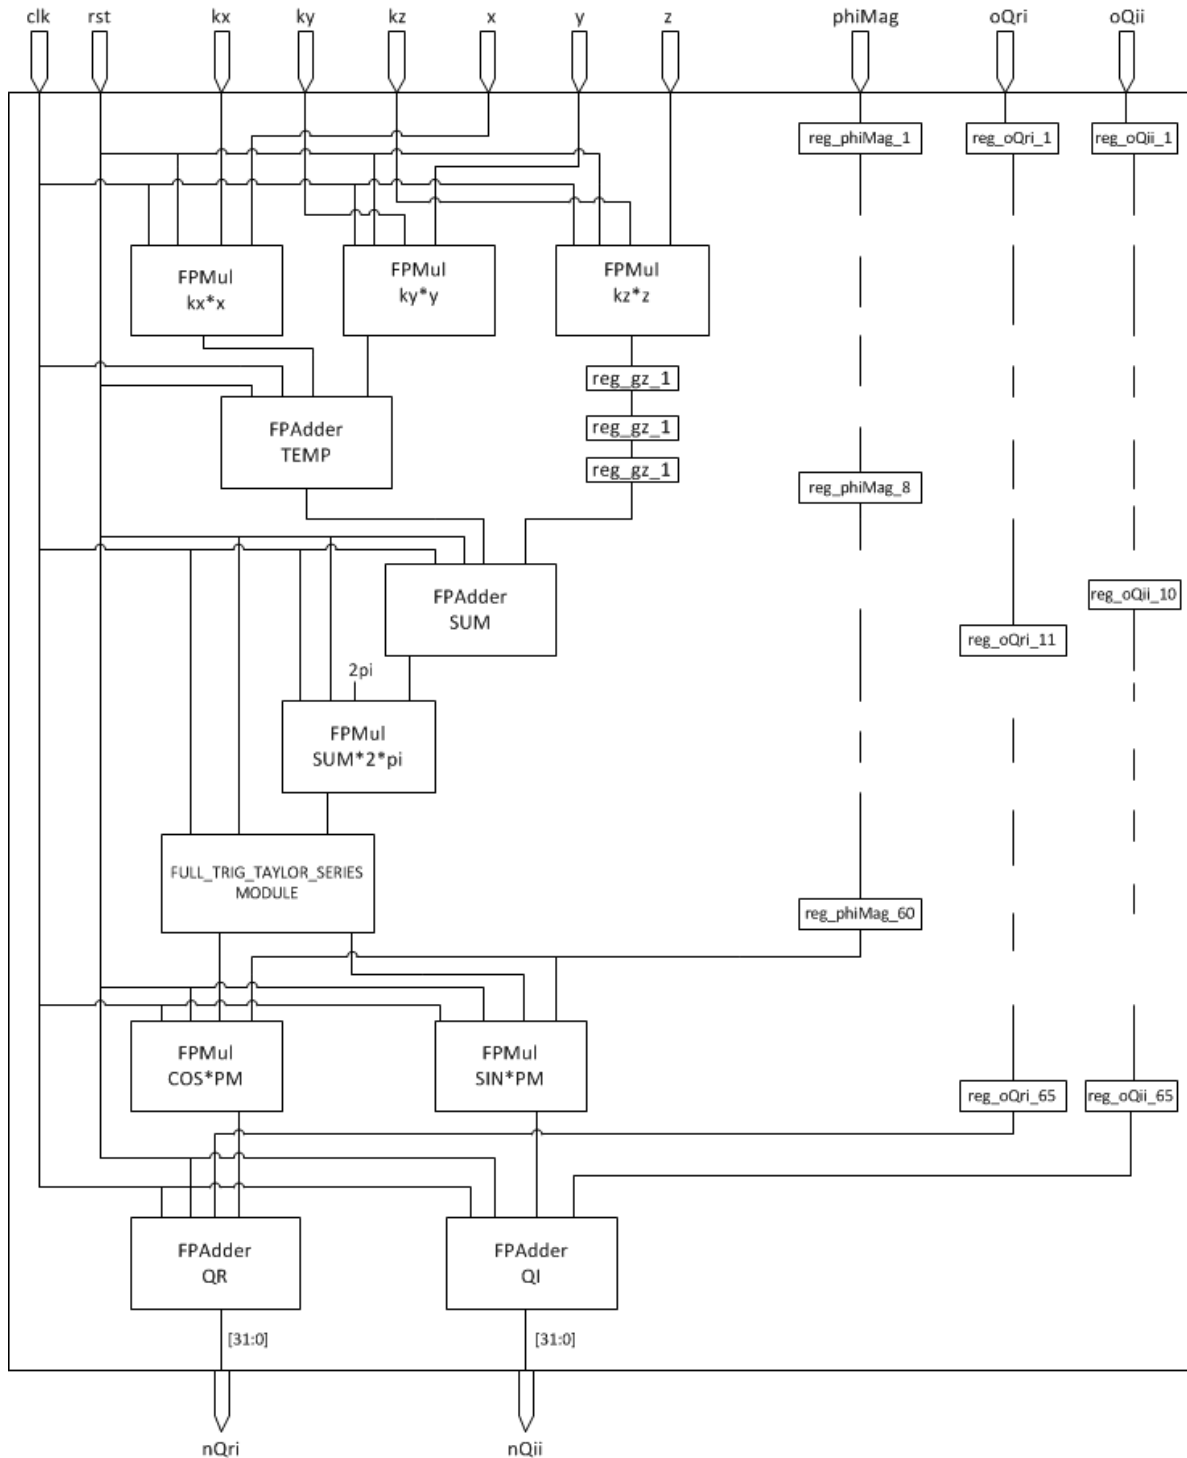 clk
rst
kx
ky
kz
x
y
z
phiMag
oQri
oQii
reg_phiMag_1
reg_oQri_1
reg_oQii_1
FPMul
kx*x
FPMul
ky*y
FPMul
kz*z
reg_gz_1
FPAdder
TEMP
reg_gz_1
reg_gz_1
reg_phiMag_8
FPAdder
SUM
reg_oQii_10
reg_oQri_11
2pi
FPMul
SUM*2*pi
FULL_TRIG_TAYLOR_SERIES
MODULE
reg_phiMag_60
FPMul
COS*PM
FPMul
SIN*PM
reg_oQri_65
reg_oQii_65
FPAdder
QR
FPAdder
QI
[31:0]
[31:0]
nQri
nQii